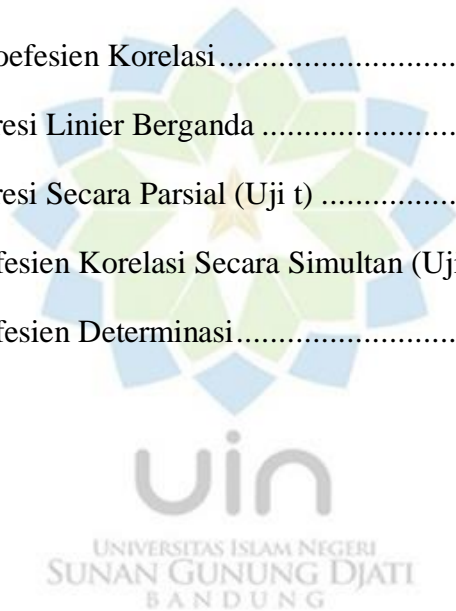 oefesien Korelasi............................
resi Linier Berganda ......................
resi Secara Parsial (Uji t) .................
fesien Korelasi Secara Simultan (Uji
fesien Determinasi..........................
uin
UNIVERSITAS ISLAM NEGERI
SUNAN GUNUNG DJATI
BANDUNG